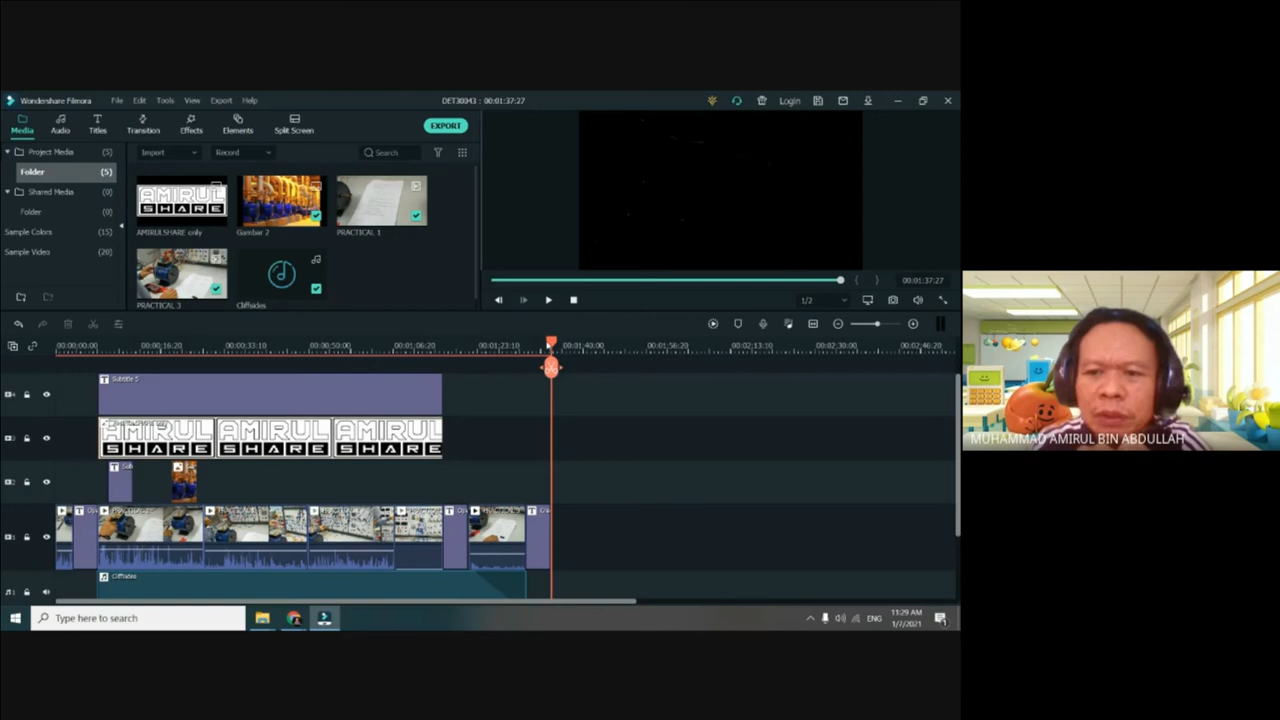 Wondershare Filmora File Edit Tools View Export Help DET30043 : 00:01:37:27 Login
Media Audio Titles Transition Effects Elements Split Screen EXPORT
Project Media (5) Import Record Search
Folder (5)
Shared Media (0)
Folder (0)
Sample Colors (15)
Sample Video (20)
AMIRUL SHARE
AMIRULSHARE only Gambar 2 PRACTICAL 1
PRACTICAL 3 Cliffsides
00:01:37:27
1/2
00:00:00:00 00:00:16:20 00:00:33:10 00:00:50:00 00:01:06:20 00:01:23:10 00:01:40:00 00:01:56:20 00:02:13:10 00:02:30:00 00:02:46:20
Subtitle 5
AMIRUL SHARE AMIRUL SHARE AMIRUL SHARE
Sub
Cliffsides
MUHAMMAD AMIRUL BIN ABDULLAH
Type here to search ENG 11:29 AM
1/7/2021